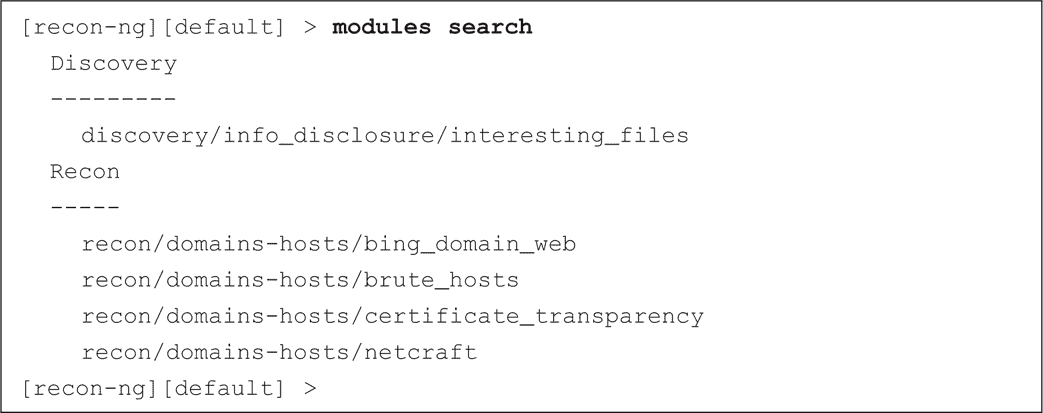 [recon-ng][default] > modules search
Discovery
---------
discovery/info_disclosure/interesting_files
Recon
-----
recon/domains-hosts/bing_domain_web
recon/domains-hosts/brute_hosts
recon/domains-hosts/certificate_transparency
recon/domains-hosts/netcraft
[recon-ng][default] >